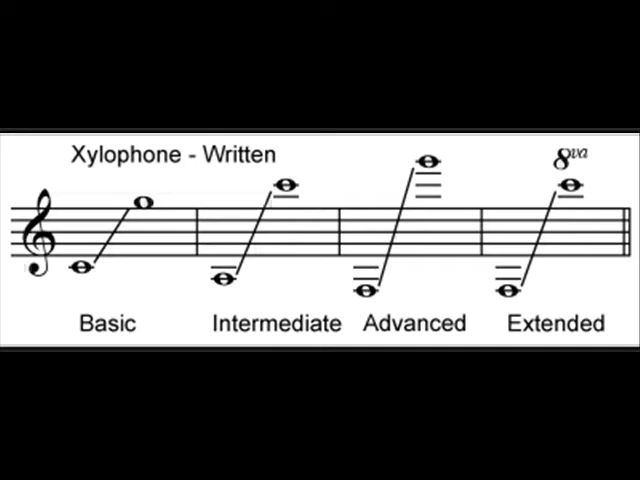 Xylophone - Written
8va
Basic Intermediate Advanced Extended